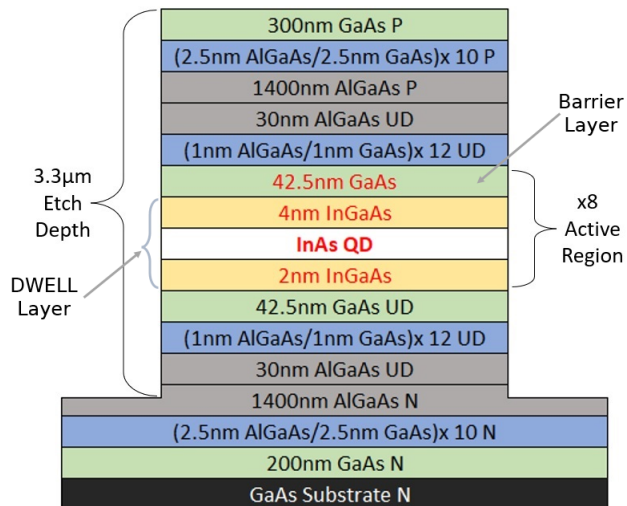 300nm GaAs P
(2.5nm AlGaAs/2.5nm GaAs)x 10 P
1400nm AlGaAs P
30nm AlGaAs UD
(1nm AlGaAs/1nm GaAs)x 12 UD
42.5nm GaAs
4nm InGaAs
InAs QD
2nm InGaAs
42.5nm GaAs UD
(1nm AlGaAs/1nm GaAs)x 12 UD
30nm AlGaAs UD
1400nm AlGaAs N
(2.5nm AlGaAs/2.5nm GaAs)x 10 N
200nm GaAs N
GaAs Substrate N
3.3µm
Etch
Depth
DWELL
Layer
Barrier
Layer
x8
Active
Region